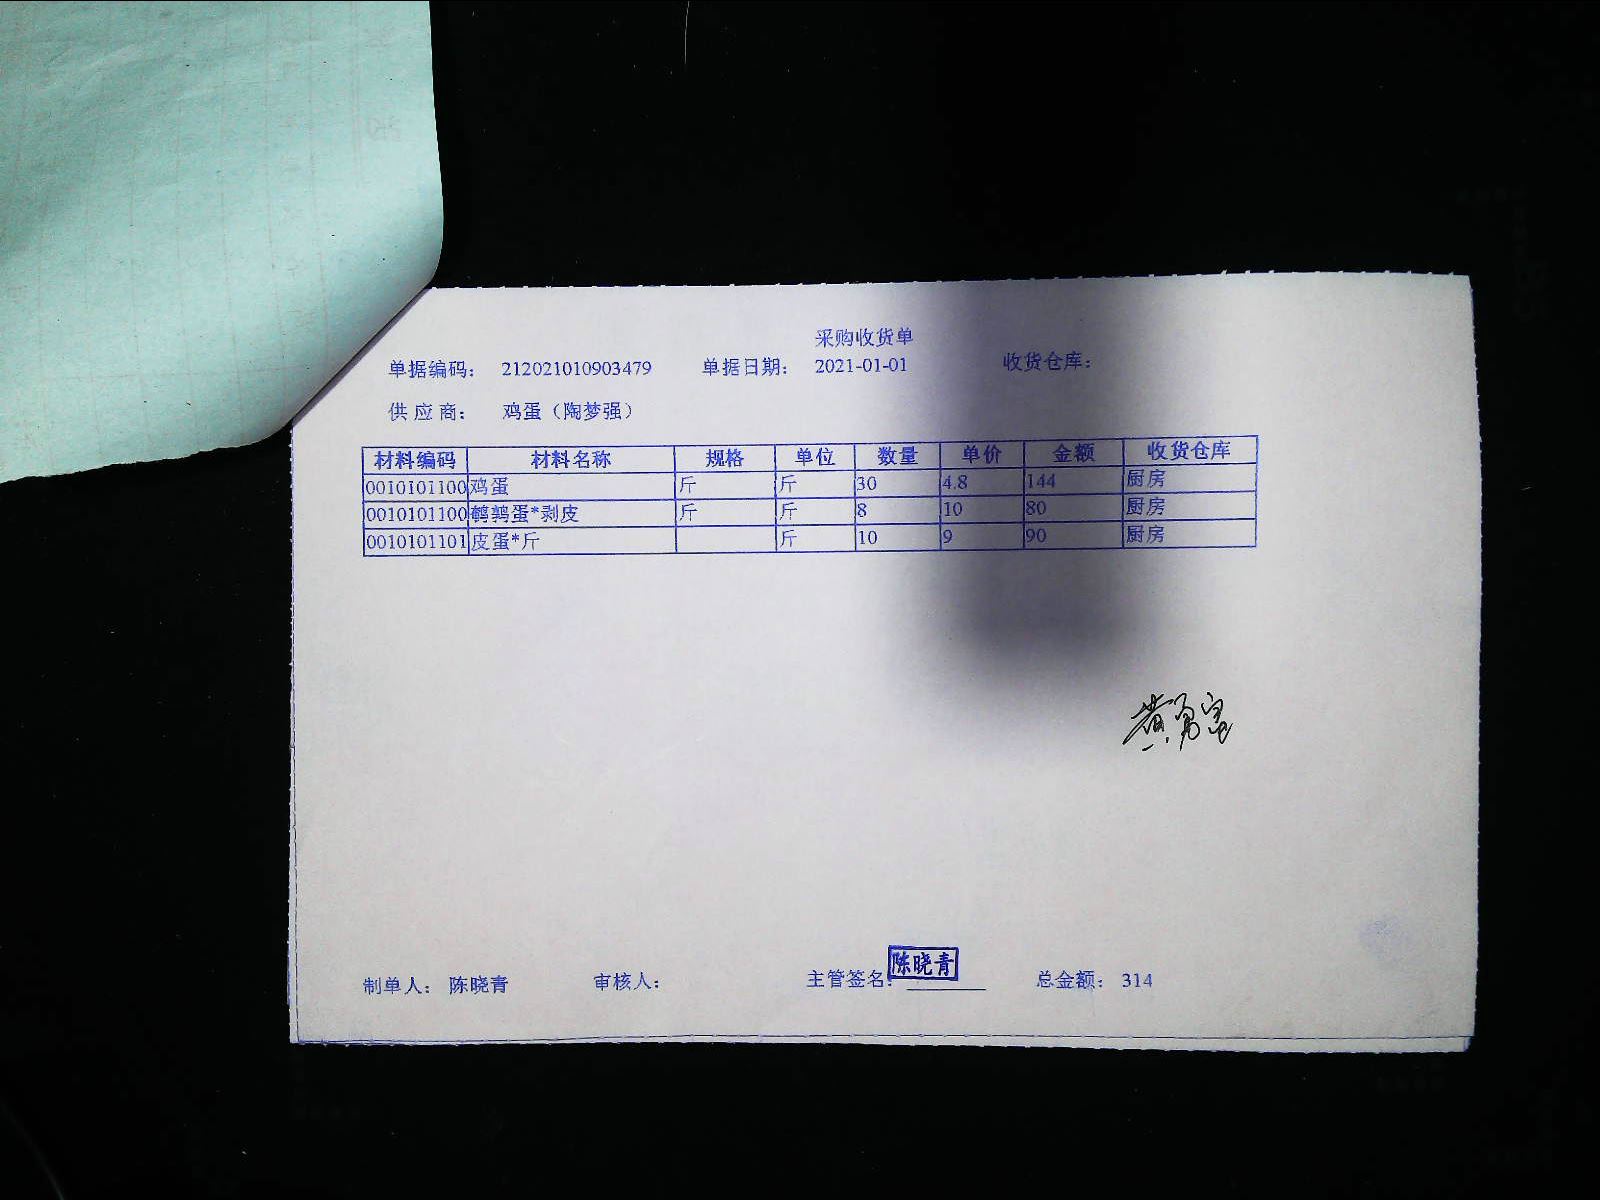 采购收货单
单据编码： 212021010903479 单据日期： 2021-01-01 收货仓库：
供 应 商： 鸡蛋（陶梦强）
材料编码 材料名称 规格 单位 数量 单价 金额 收货仓库
0010101100 鸡蛋 斤 斤 30 4.8 144 厨房
0010101100 鹌鹑蛋*剥皮 斤 斤 8 10 80 厨房
0010101101 皮蛋*斤 斤 10 9 90 厨房
黄勇富
制单人： 陈晓青 审核人： 主管签名： 陈晓青 总金额： 314